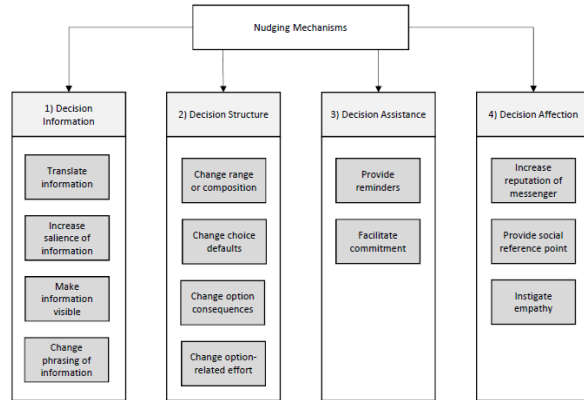 Nudging Mechanisms
1) Decision
Information
Translate
information
Increase
salience of
information
Make
information
visible
Change
phrasing of
information
2) Decision Structure
Change range
or composition
Change choice
defaults
Change option
consequences
Change option-
related effort
3) Decision Assistance
Provide
reminders
Facilitate
commitment
4) Decision Affection
Increase
reputation of
messenger
Provide social
reference point
Instigate
empathy